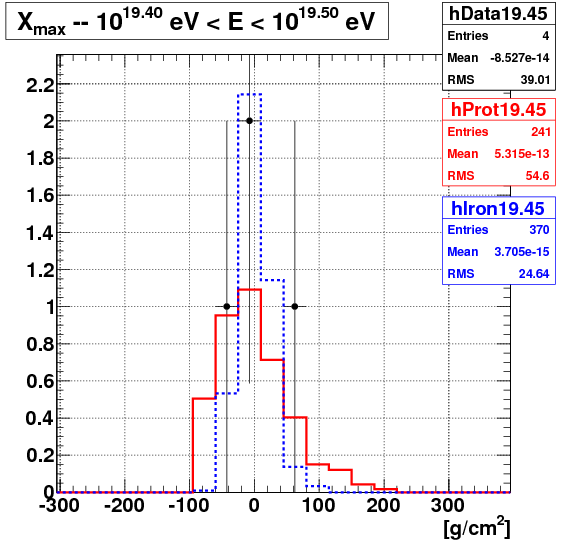 X_max -- 10^19.40 eV < E < 10^19.50 eV
hData19.45
Entries 4
Mean -8.527e-14
RMS 39.01
hProt19.45
Entries 241
Mean 5.315e-13
RMS 54.6
hIron19.45
Entries 370
Mean 3.705e-15
RMS 24.64
2.2
2
1.8
1.6
1.4
1.2
1
0.8
0.6
0.4
0.2
0
-300 -200 -100 0 100 200 300
[g/cm²]